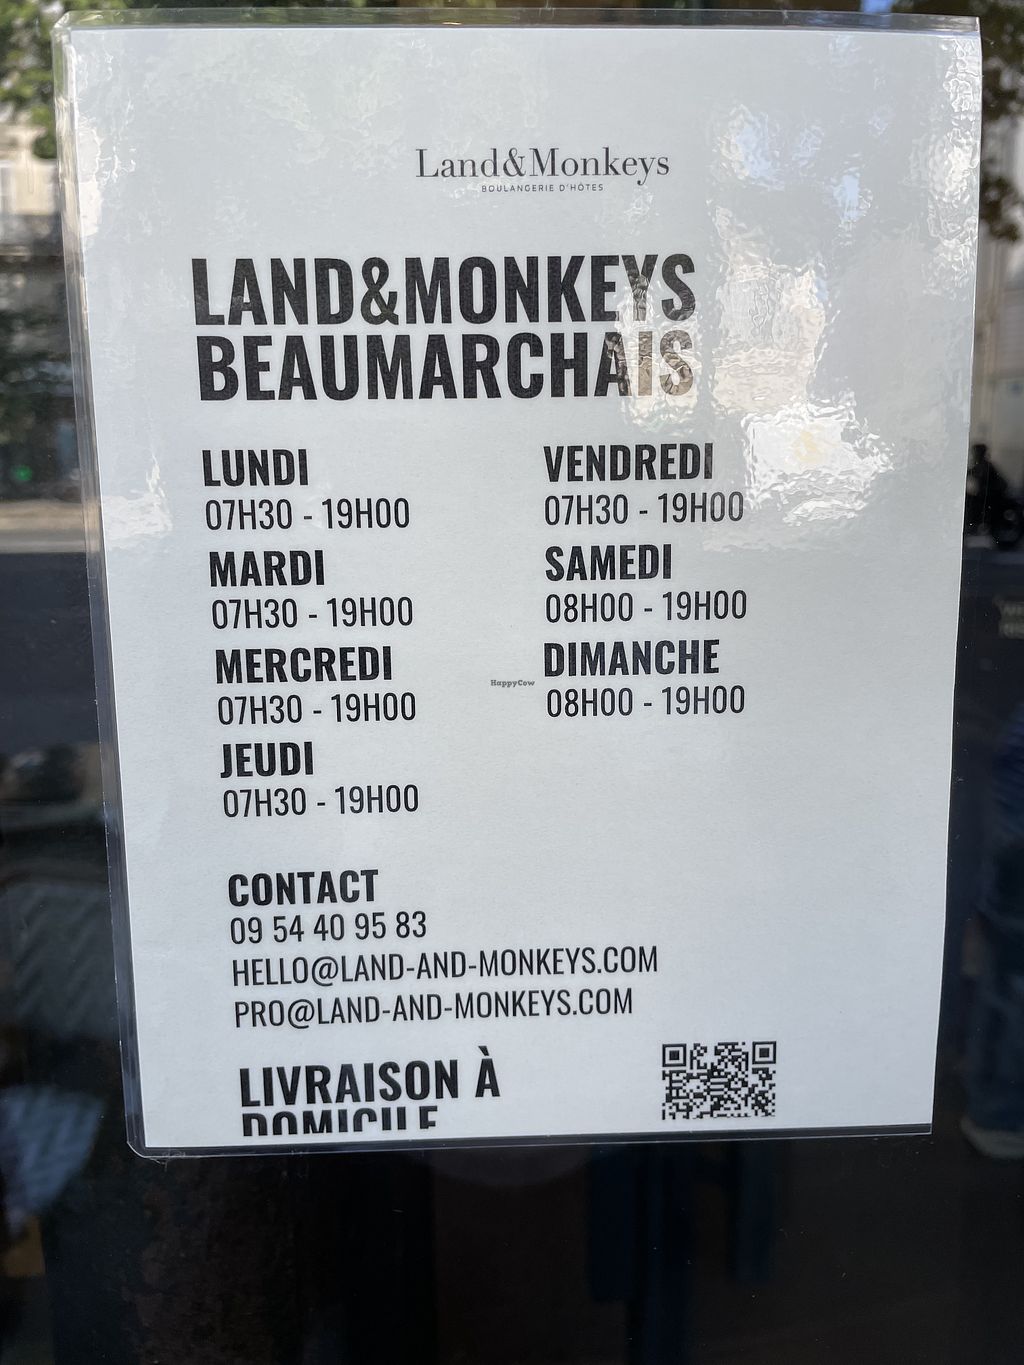 Land&Monkeys
BOULANGERIE D'HÔTES
LAND&MONKEYS
BEAUMARCHAIS
LUNDI
07H30 - 19H00
MARDI
07H30 - 19H00
MERCREDI
07H30 - 19H00
JEUDI
07H30 - 19H00
VENDREDI
07H30 - 19H00
SAMEDI
08H00 - 19H00
DIMANCHE
08H00 - 19H00
HappyCow
CONTACT
09 54 40 95 83
HELLO@LAND-AND-MONKEYS.COM
PRO@LAND-AND-MONKEYS.COM
LIVRAISON À
DOMICILE